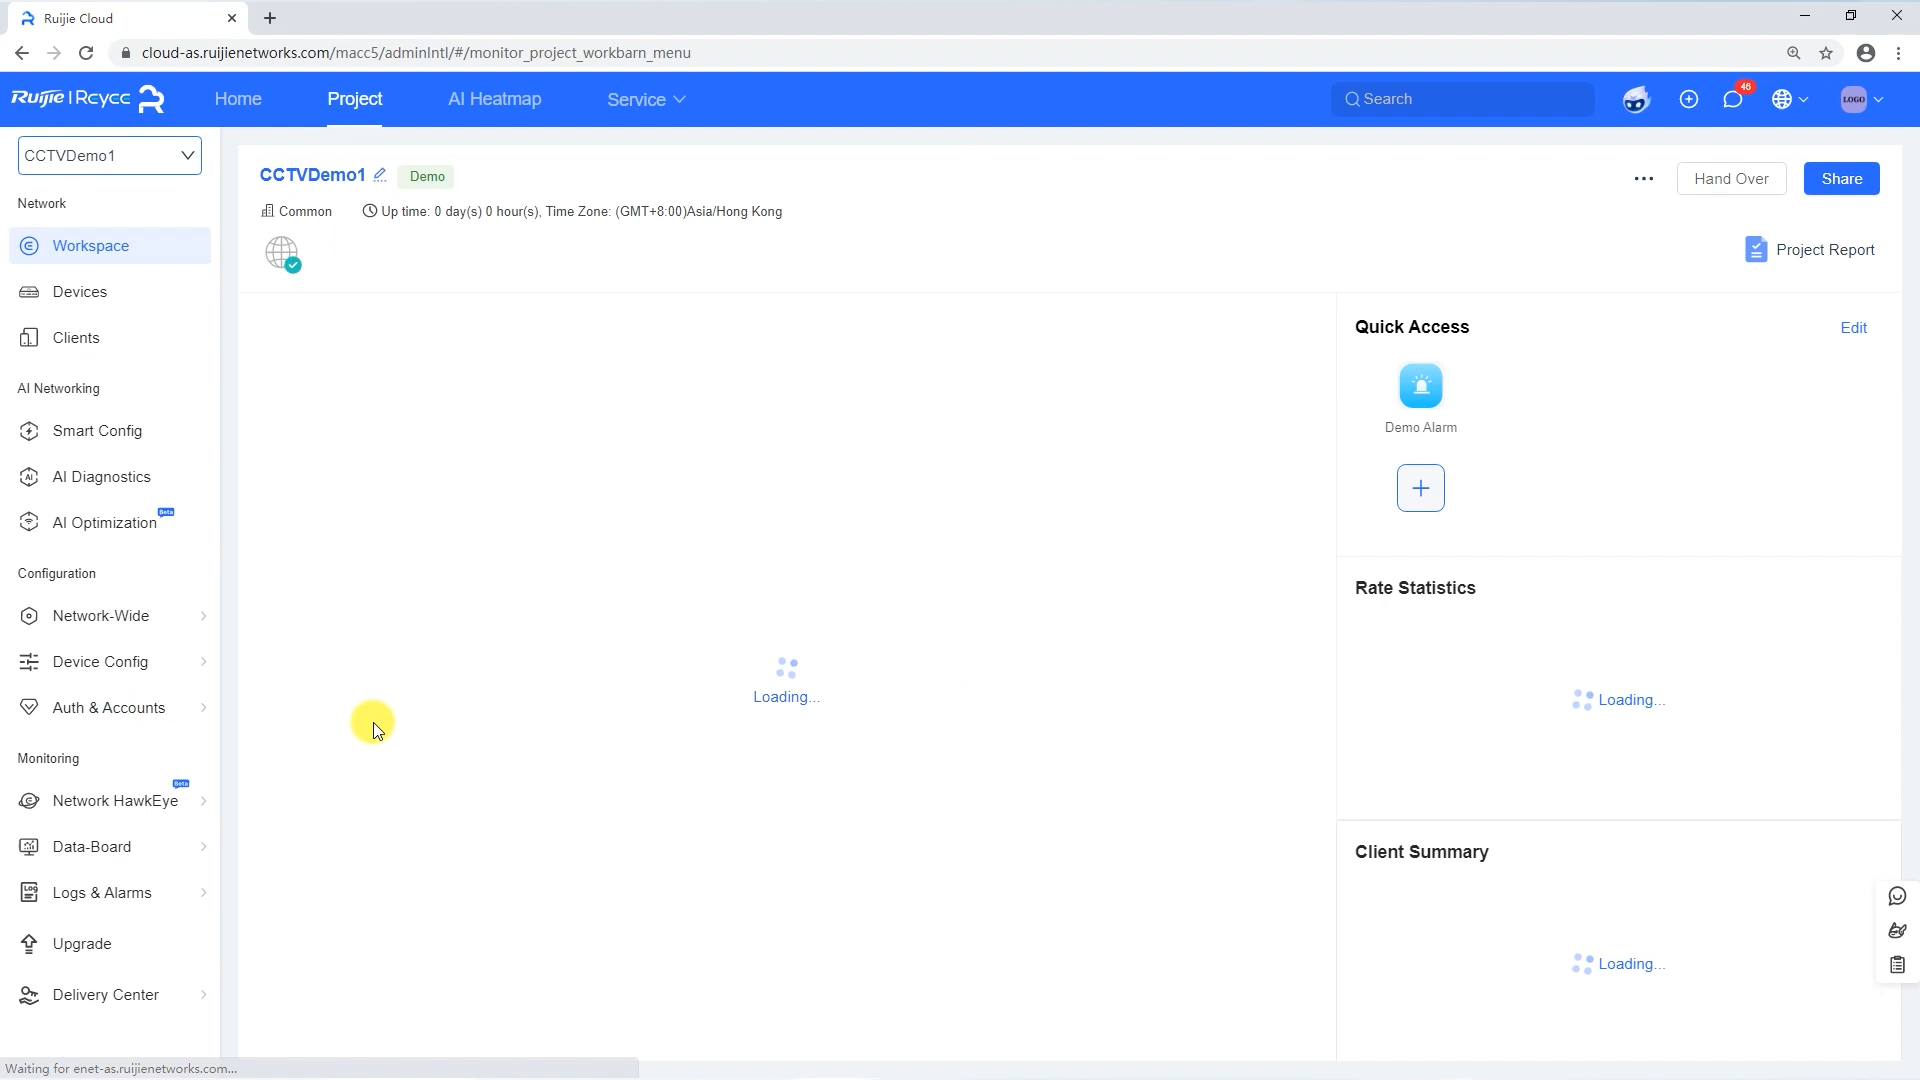 Ruijie Cloud
cloud-as.ruijienetworks.com/macc5/adminIntl/#/monitor_project_workbarn_menu
Ruijie | Rcycc
Home
Project
AI Heatmap
Service
Search
46
LOGO
CCTVDemo1
Network
Workspace
Devices
Clients
AI Networking
Smart Config
AI Diagnostics
AI Optimization
Beta
Configuration
Network-Wide
Device Config
Auth & Accounts
Monitoring
Network HawkEye
Beta
Data-Board
Logs & Alarms
Upgrade
Delivery Center
CCTVDemo1
Demo
Hand Over
Share
Common
Up time: 0 day(s) 0 hour(s), Time Zone: (GMT+8:00)Asia/Hong Kong
Project Report
Loading...
Quick Access
Edit
Demo Alarm
Rate Statistics
Loading...
Client Summary
Loading...
Waiting for enet-as.ruijienetworks.com...